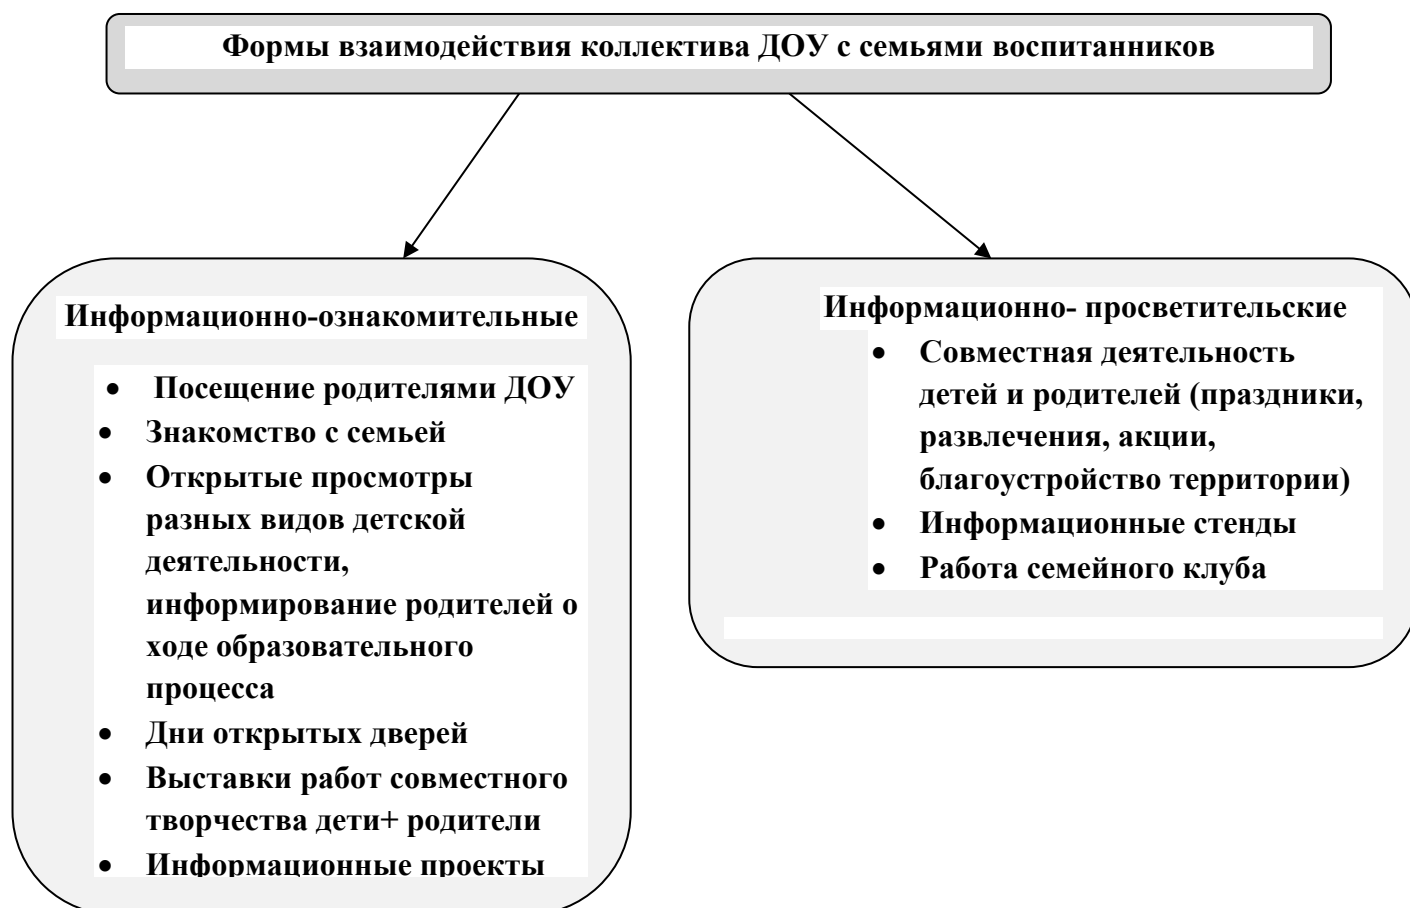 Формы взаимодействия коллектива ДОУ с семьями воспитанников
Информационно-ознакомительные
• Посещение родителями ДОУ
• Знакомство с семьей
• Открытые просмотры
разных видов детской
деятельности,
информирование родителей о
ходе образовательного
процесса
• Дни открытых дверей
• Выставки работ совместного
творчества дети+ родители
• Информационные проекты
Информационно- просветительские
• Совместная деятельность
детей и родителей (праздники,
развлечения, акции,
благоустройство территории)
• Информационные стенды
• Работа семейного клуба